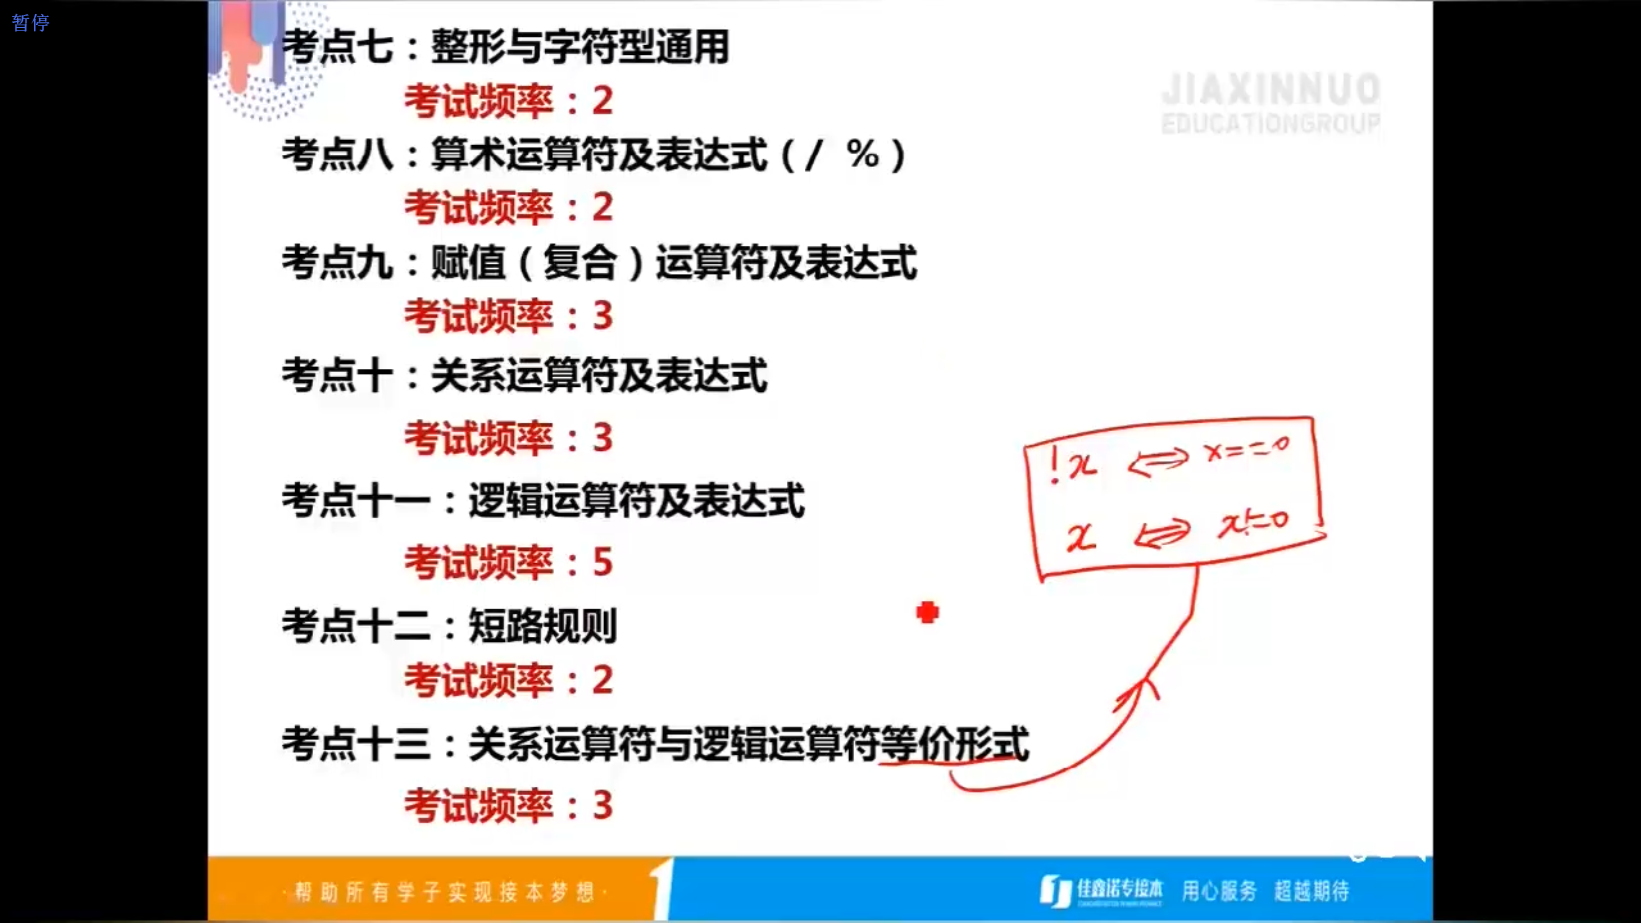 暂停
考点七：整形与字符型通用
JIAXINNUO
EDUCATIONGROUP
考试频率：2
考点八：算术运算符及表达式（/ %）
考试频率：2
考点九：赋值（复合）运算符及表达式
考试频率：3
考点十：关系运算符及表达式
考试频率：3
!x ⟺ x==0
考点十一：逻辑运算符及表达式
x ⟺ x!=0
考试频率：5
考点十二：短路规则
考试频率：2
考点十三：关系运算符与逻辑运算符等价形式
考试频率：3
·帮助所有学子实现接本梦想·
佳鑫诺专接本
用心服务 超越期待